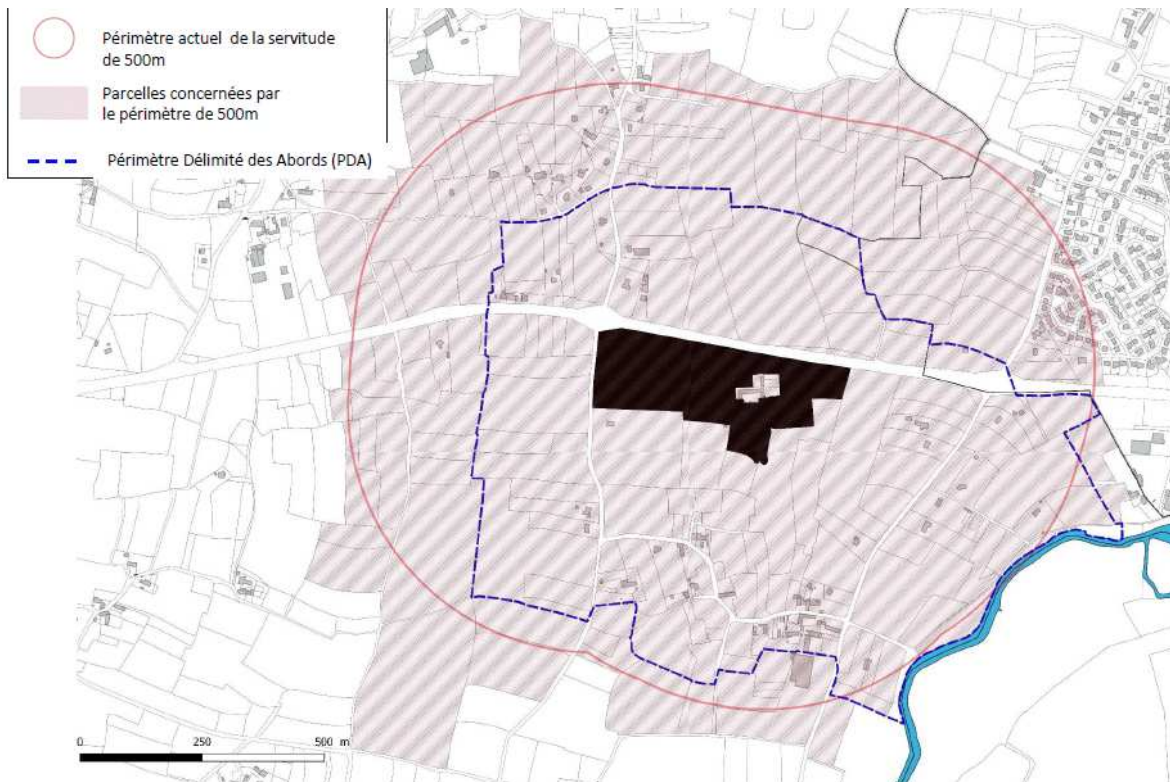 Périmètre actuel de la servitude
de 500m
Parcelles concernées par
le périmètre de 500m
Périmètre Délimité des Abords (PDA)
0 250 500 m